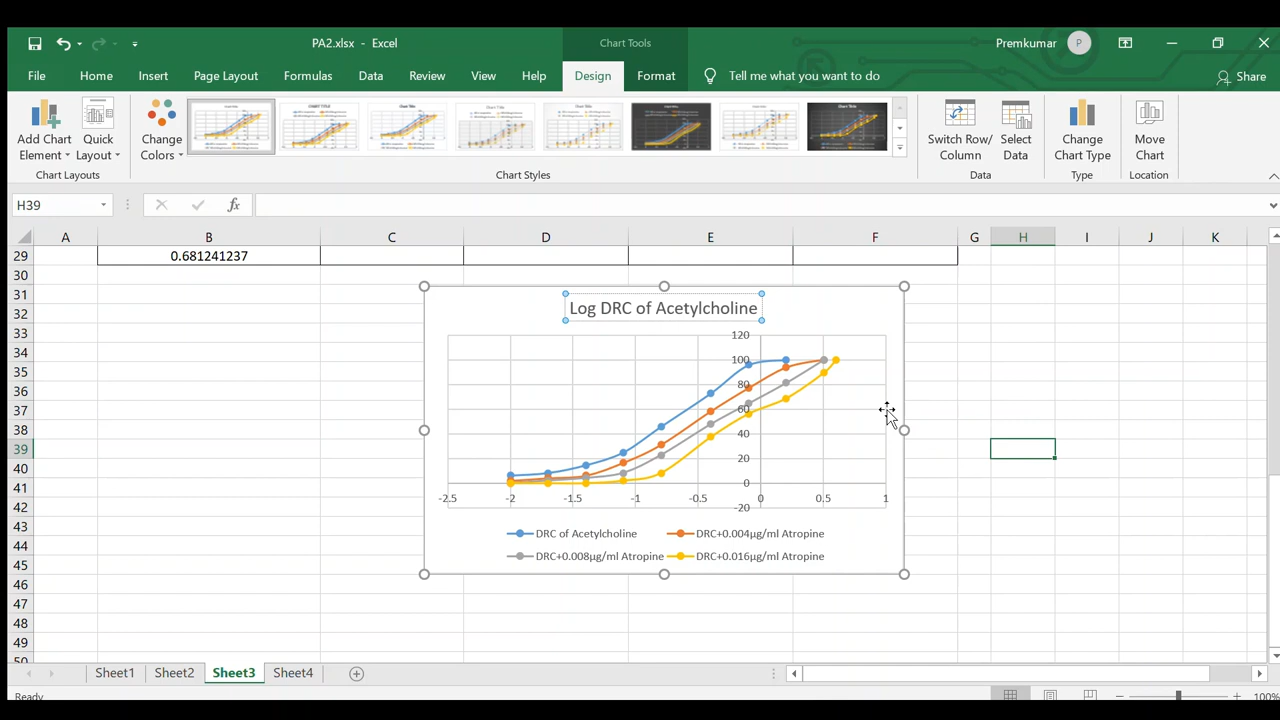 PA2.xlsx - Excel
Chart Tools
Premkumar P
File Home Insert Page Layout Formulas Data Review View Help Design Format Tell me what you want to do Share
Add Chart Element
Quick Layout
Change Colors
Switch Row/ Column
Select Data
Change Chart Type
Move Chart
Chart Layouts
Chart Styles
Data
Type
Location
H39
fx
A B C D E F G H I J K
29 0.681241237
30
31
32
33
34
35
36
37
38
39
40
41
42
43
44
45
46
47
48
49
50
Log DRC of Acetylcholine
120
100
80
60
40
20
0
-20
-2.5 -2 -1.5 -1 -0.5 0 0.5 1
DRC of Acetylcholine DRC+0.004µg/ml Atropine
DRC+0.008µg/ml Atropine DRC+0.016µg/ml Atropine
Sheet1 Sheet2 Sheet3 Sheet4
Ready
100%